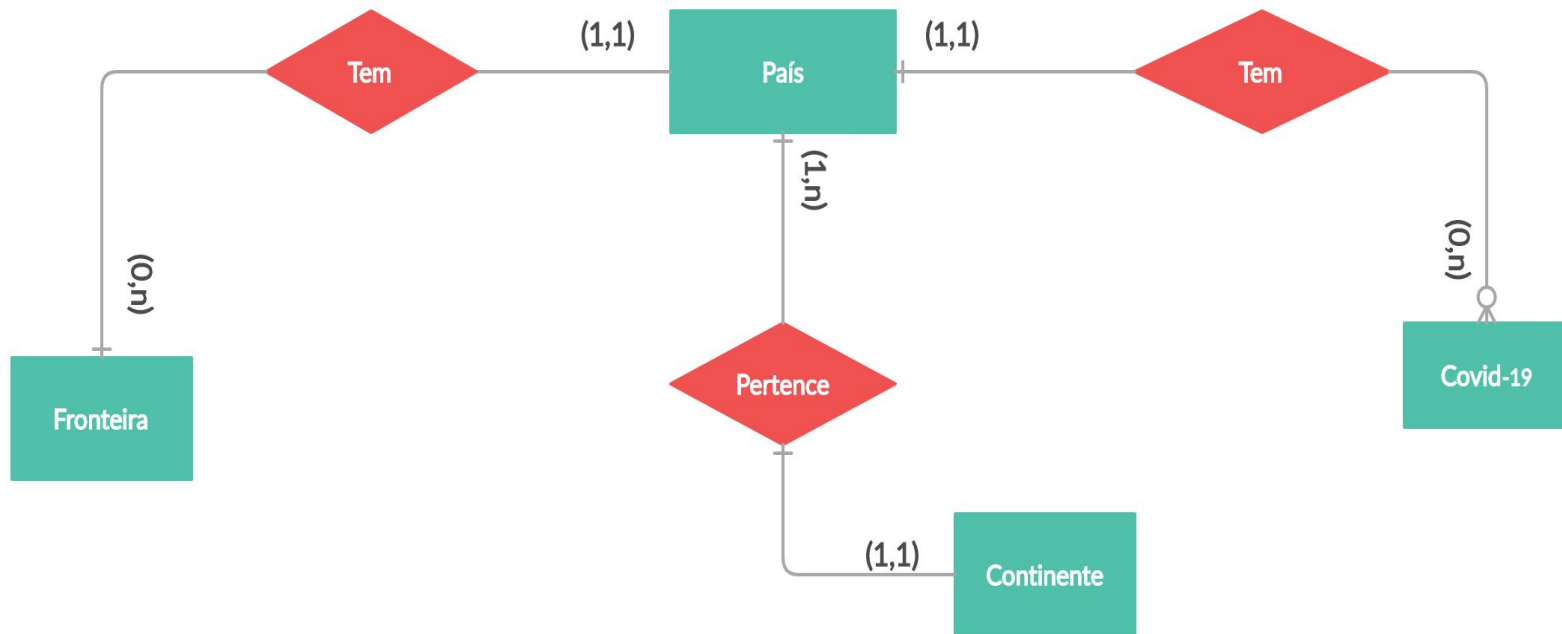 (1,1)
(1,1)
Tem
País
Tem
(1,n)
(0,n)
(0,n)
Pertence
Covid-19
Fronteira
(1,1)
Continente